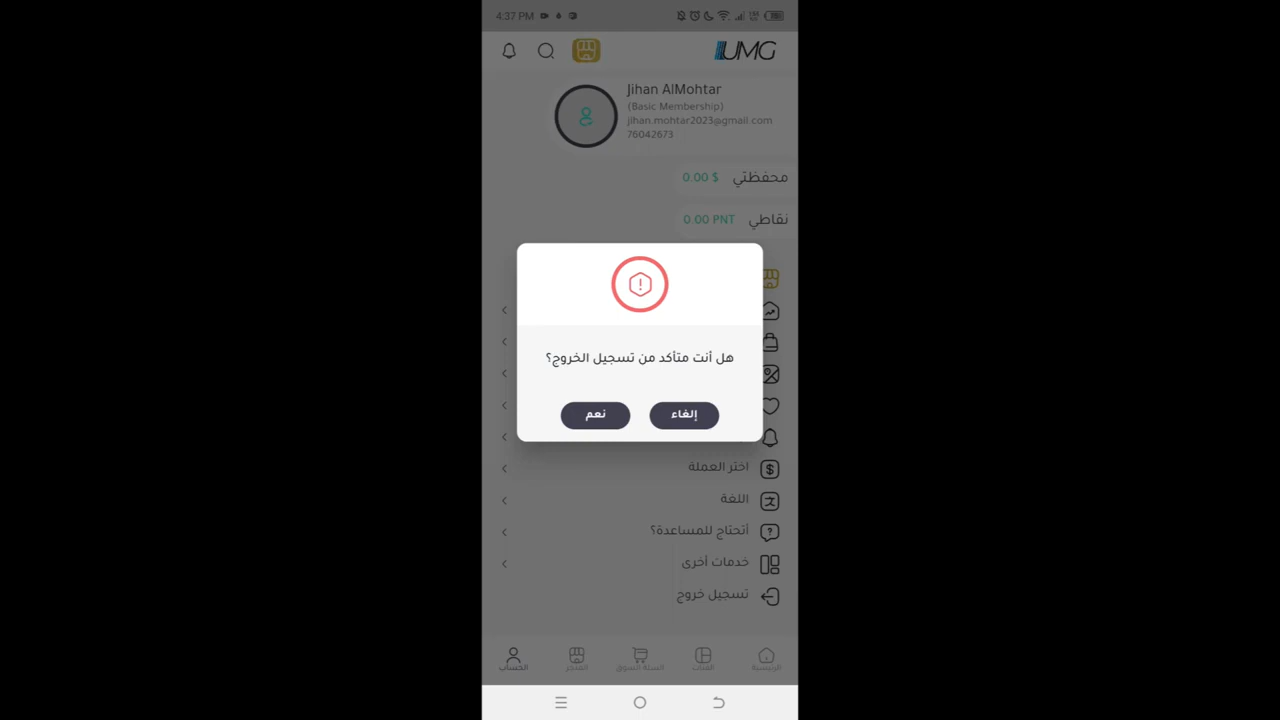 4:37 PM
UMG
Jihan AlMohtar
(Basic Membership)
jihan.mohtar2023@gmail.com
76042673
محفظتي 0.00 $
نقاطي 0.00 PNT
هل أنت متأكد من تسجيل الخروج؟
إلغاء نعم
اختر العملة
اللغة
أتحتاج للمساعدة؟
خدمات أخرى
تسجيل خروج
الرئيسية الفئات السلة السوق المتجر الحساب